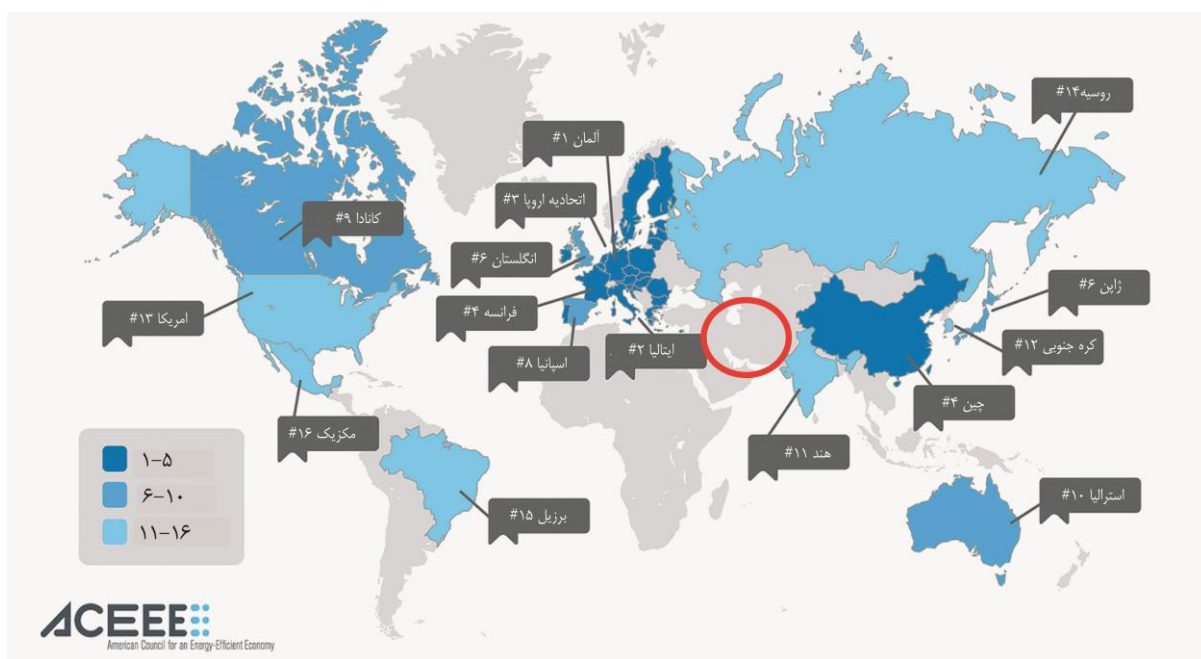 روسیه۱۴#
آلمان ۱#
اتحادیه اروپا ۳#
کانادا ۹#
انگلستان ۶#
ژاپن ۶#
فرانسه ۴#
امریکا ۱۳#
ایتالیا ۲#
کره جنوبی ۱۲#
اسپانیا ۸#
چین ۴#
مکزیک ۱۶#
هند ۱۱#
۱-۵
۶-۱۰
۱۱-۱۶
استرالیا ۱۰#
برزیل ۱۵#
ACEEE
American Council for an Energy-Efficient Economy